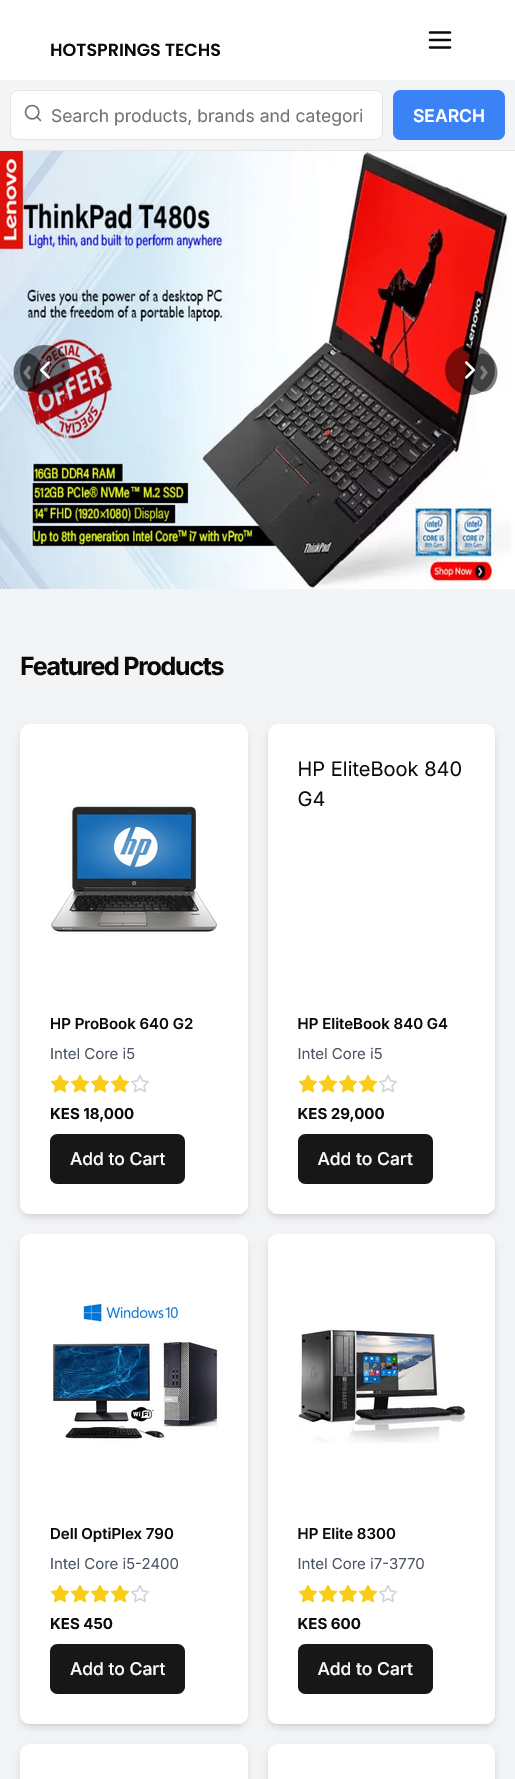 HOTSPRINGS TECHS
Search products, brands and categori
SEARCH
Lenovo
ThinkPad T480s
Light, thin, and built to perform anywhere
Gives you the power of a desktop PC
and the freedom of a portable laptop.
SPECIAL
OFFER
SPECIAL
16GB DDR4 RAM
512GB PCIe® NVMe™ M.2 SSD
14" FHD (1920×1080) Display
Up to 8th generation Intel Core™ i7 with vPro™
Lenovo
ThinkPad
intel intel
CORE i5 CORE i7
8th Gen 8th Gen
Shop Now
Featured Products
hp
HP EliteBook 840
G4
HP ProBook 640 G2
Intel Core i5
KES 18,000
Add to Cart
HP EliteBook 840 G4
Intel Core i5
KES 29,000
Add to Cart
Windows 10
WiFi
Dell OptiPlex 790
Intel Core i5-2400
KES 450
Add to Cart
HP Elite 8300
Intel Core i7-3770
KES 600
Add to Cart